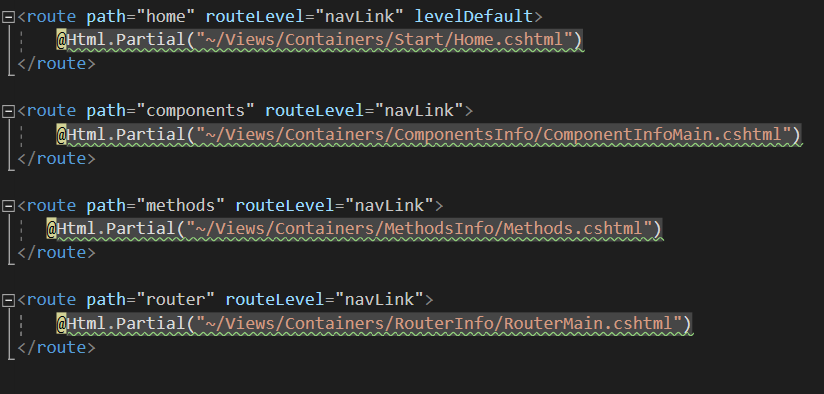 <route path="home" routeLevel="navLink" levelDefault>
@Html.Partial("~/Views/Containers/Start/Home.cshtml")
</route>
<route path="components" routeLevel="navLink">
@Html.Partial("~/Views/Containers/ComponentsInfo/ComponentInfoMain.cshtml")
</route>
<route path="methods" routeLevel="navLink">
@Html.Partial("~/Views/Containers/MethodsInfo/Methods.cshtml")
</route>
<route path="router" routeLevel="navLink">
@Html.Partial("~/Views/Containers/RouterInfo/RouterMain.cshtml")
</route>